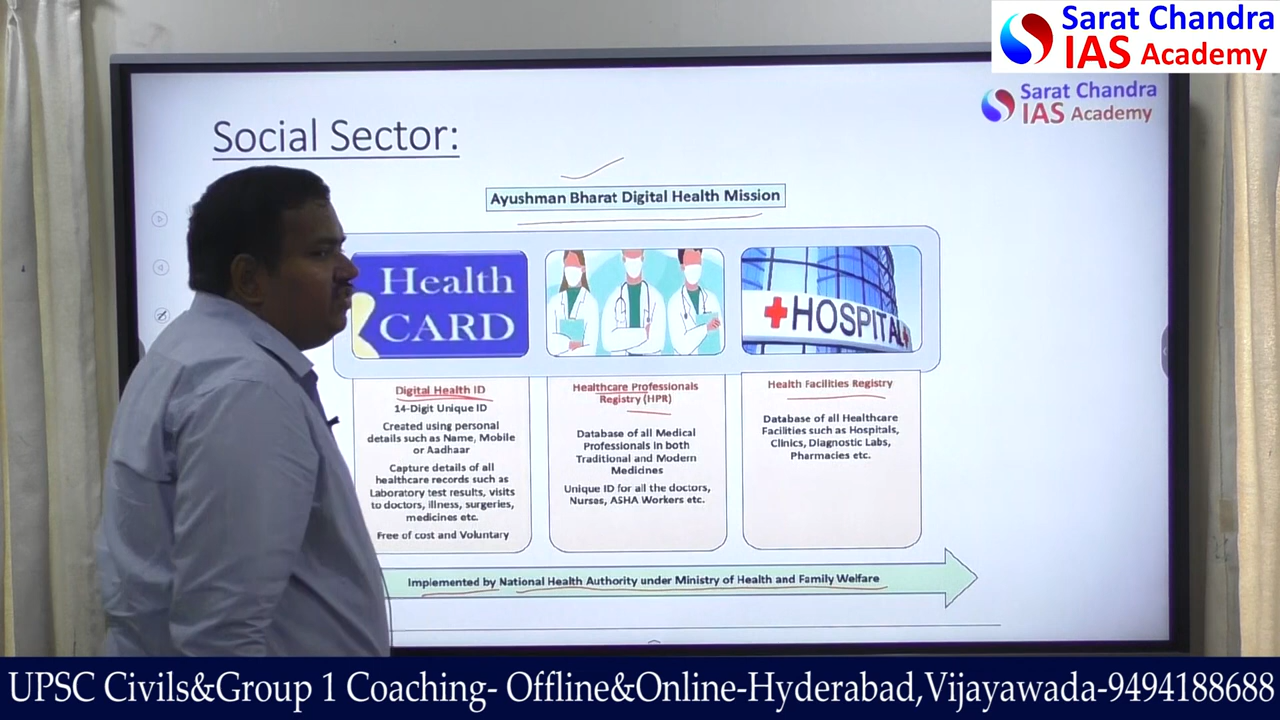 Sarat Chandra
IAS Academy
Sarat Chandra
IAS Academy
Social Sector:
Ayushman Bharat Digital Health Mission
Health
CARD
HOSPITAL
Digital Health ID
14-Digit Unique ID
Created using personal
details such as Name, Mobile
or Aadhaar
Capture details of all
healthcare records such as
Laboratory test results, visits
to doctors, illness, surgeries,
medicines etc.
Free of cost and Voluntary
Healthcare Professionals
Registry (HPR)
Database of all Medical
Professionals in both
Traditional and Modern
Medicines
Unique ID for all the doctors,
Nurses, ASHA Workers etc.
Health Facilities Registry
Database of all Healthcare
Facilities such as Hospitals,
Clinics, Diagnostic Labs,
Pharmacies etc.
Implemented by National Health Authority under Ministry of Health and Family Welfare
UPSC Civils&Group 1 Coaching- Offline&Online-Hyderabad,Vijayawada-9494188688